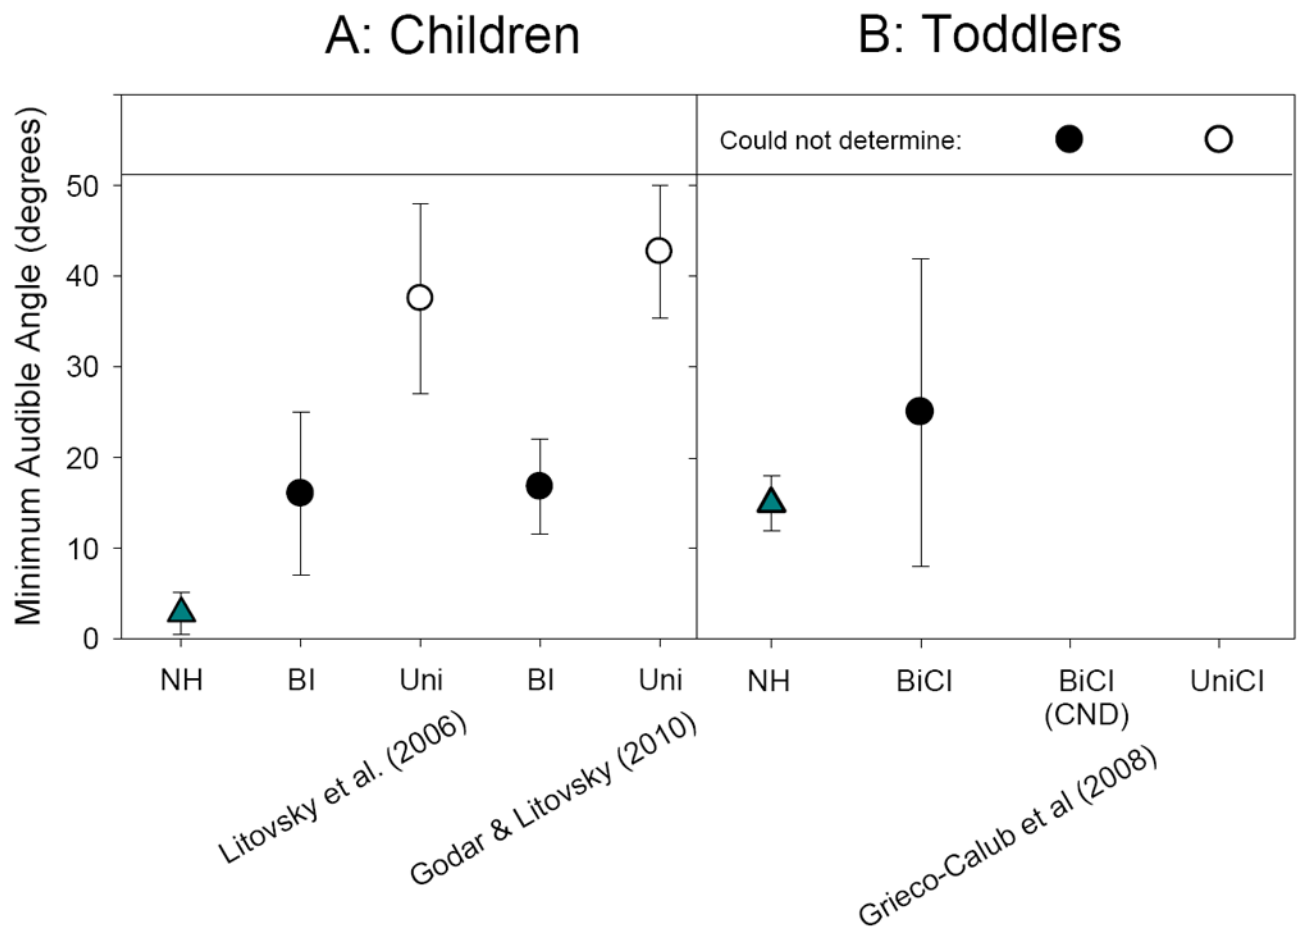 A: Children
B: Toddlers
Minimum Audible Angle (degrees)
Could not determine:
50
40
30
20
10
0
NH BI Uni BI Uni NH BiCI BiCI UniCI
(CND)
Litovsky et al. (2006)
Godar & Litovsky (2010)
Grieco-Calub et al (2008)